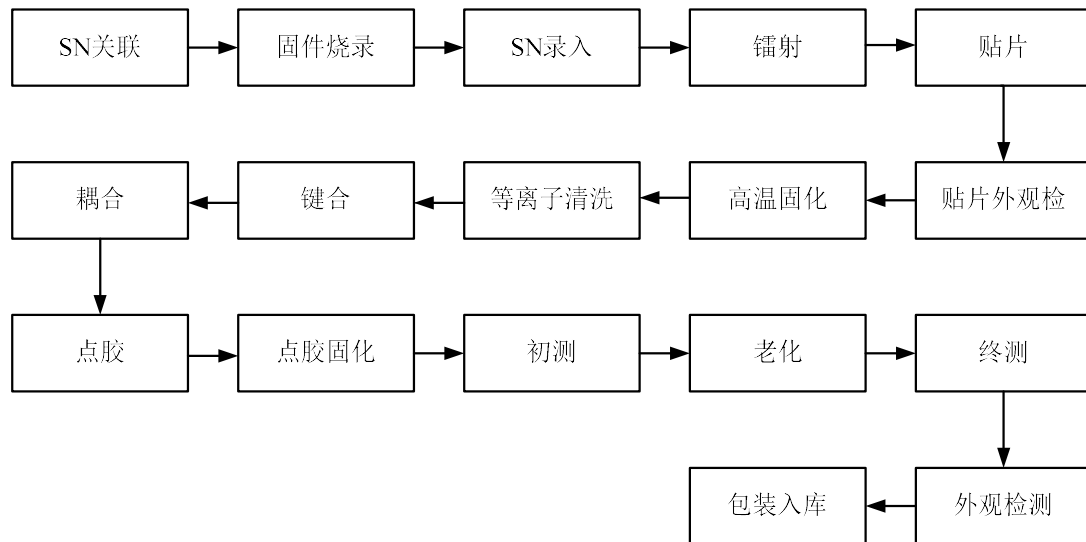 SN关联
固件烧录
SN录入
镭射
贴片
贴片外观检
高温固化
等离子清洗
键合
耦合
点胶
点胶固化
初测
老化
终测
外观检测
包装入库